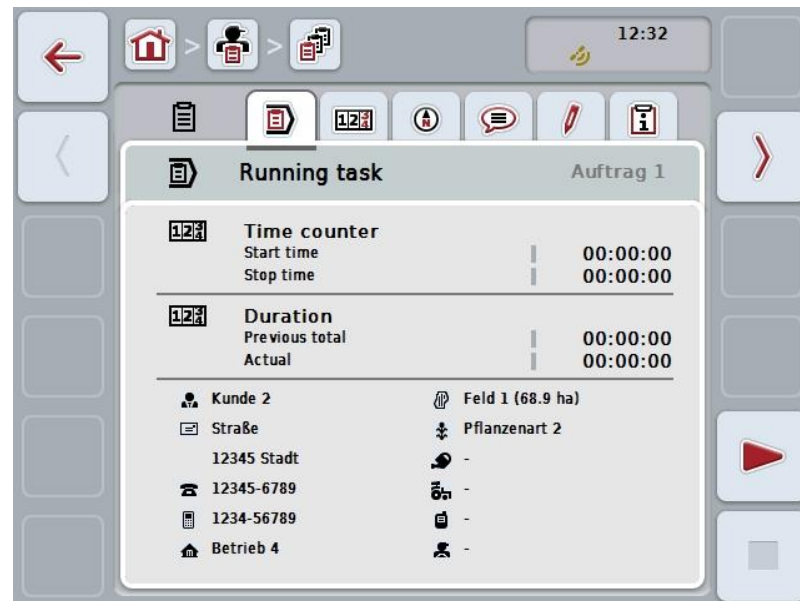 12:32
Running task Auftrag 1
Time counter
Start time 00:00:00
Stop time 00:00:00
Duration
Previous total 00:00:00
Actual 00:00:00
Kunde 2 Feld 1 (68.9 ha)
Straße Pflanzenart 2
12345 Stadt -
12345-6789 -
1234-56789 -
Betrieb 4 -